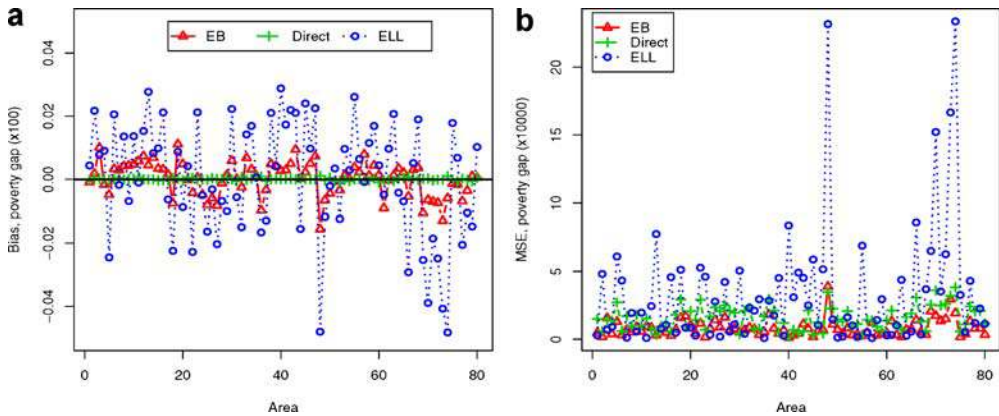 a
EB
Direct
ELL
Bias, poverty gap (x100)
0.04
0.02
0.00
−0.02
−0.04
0
20
40
60
80
Area
b
EB
Direct
ELL
MSE, poverty gap (x10000)
20
15
10
5
0
0
20
40
60
80
Area